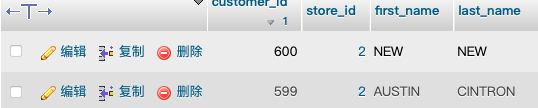 customer_id 1 store_id first_name last_name
编辑 复制 删除 600 2 NEW NEW
编辑 复制 删除 599 2 AUSTIN CINTRON